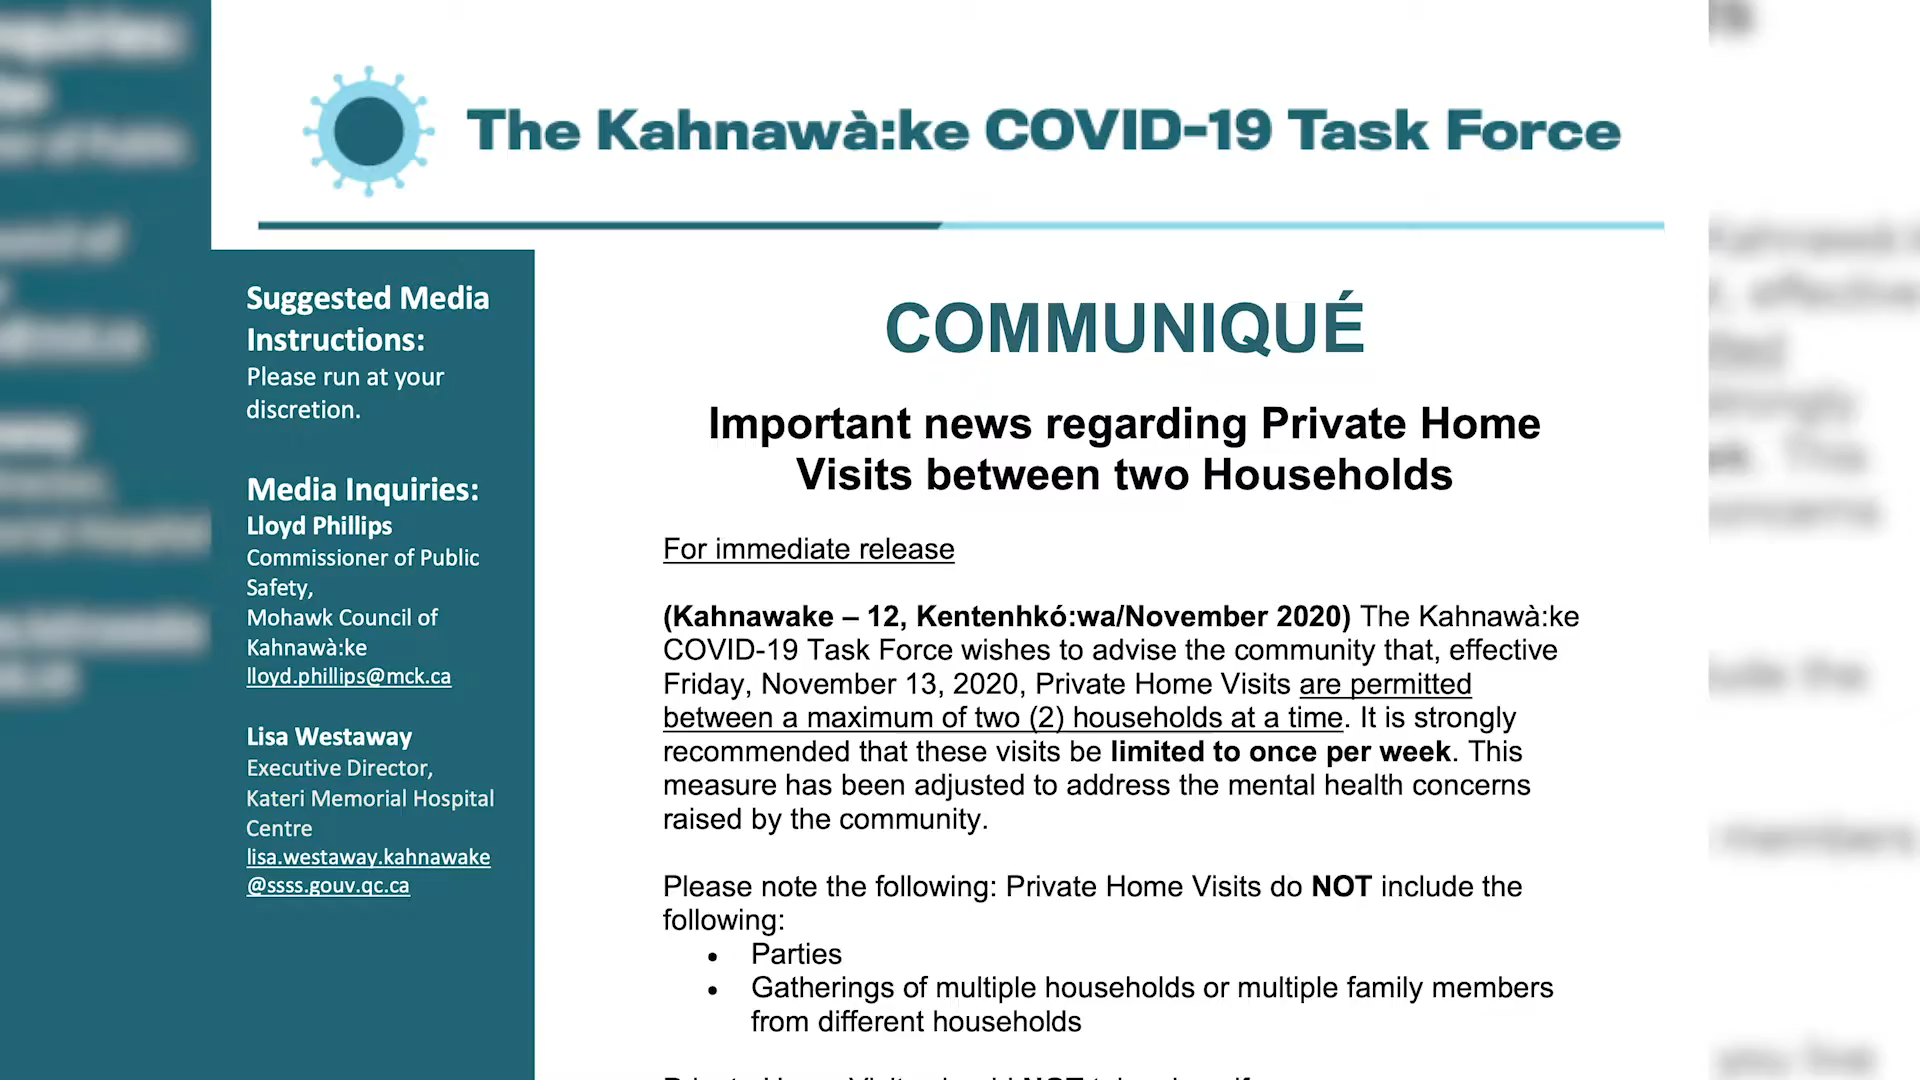 The Kahnawà:ke COVID-19 Task Force
Suggested Media
Instructions:
Please run at your
discretion.
Media Inquiries:
Lloyd Phillips
Commissioner of Public
Safety,
Mohawk Council of
Kahnawà:ke
lloyd.phillips@mck.ca
Lisa Westaway
Executive Director,
Kateri Memorial Hospital
Centre
lisa.westaway.kahnawake
@ssss.gouv.qc.ca
COMMUNIQUÉ
Important news regarding Private Home
Visits between two Households
For immediate release
(Kahnawake – 12, Kentenhkó:wa/November 2020) The Kahnawà:ke
COVID-19 Task Force wishes to advise the community that, effective
Friday, November 13, 2020, Private Home Visits are permitted
between a maximum of two (2) households at a time. It is strongly
recommended that these visits be limited to once per week. This
measure has been adjusted to address the mental health concerns
raised by the community.
Please note the following: Private Home Visits do NOT include the
following:
• Parties
• Gatherings of multiple households or multiple family members
from different households